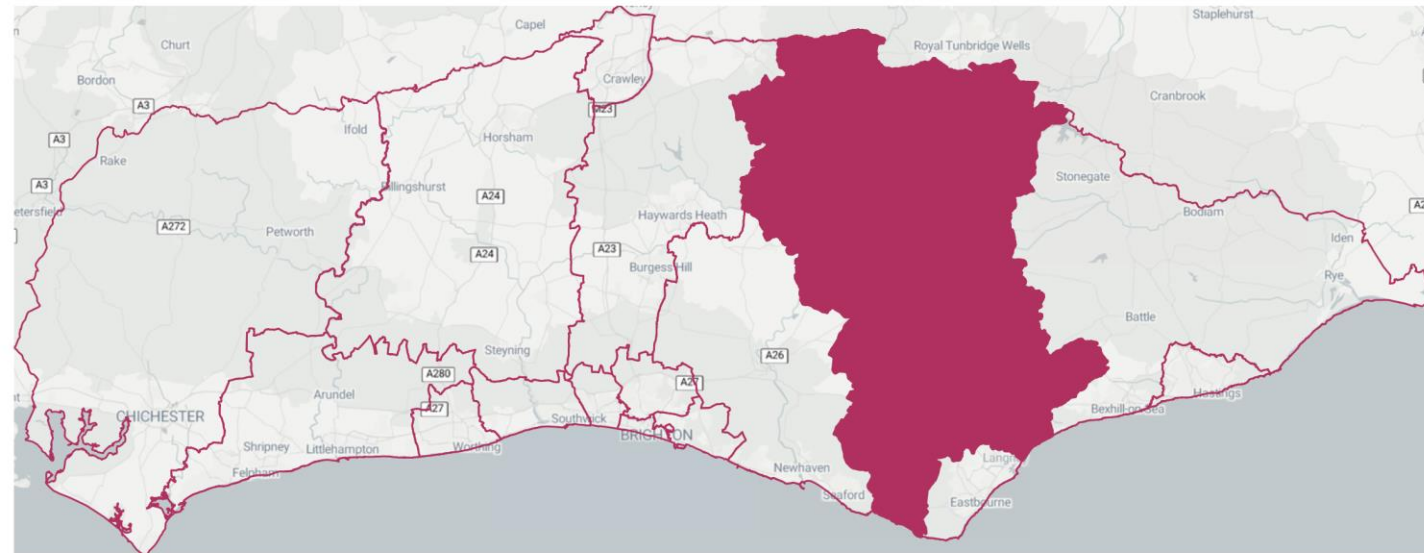 Staplehurst
Capel
Churt
Royal Tunbridge Wells
Bordon
Crawley
Cranbrook
A3
M23
Ifold
Horsham
A3
Rake
Stonegate
A3
Billingshurst
A24
Bodiam
Haywards Heath
A272
Petworth
Iden
A24
A23
Burgess Hill
Rye
Battle
Steyning
A26
A280
A27
Arundel
Hastings
A27
Bexhill-on-Sea
CHICHESTER
Southwick
BRIGHTON
Shripney
Littlehampton
Worthing
Felpham
Newhaven
Seaford
Eastbourne